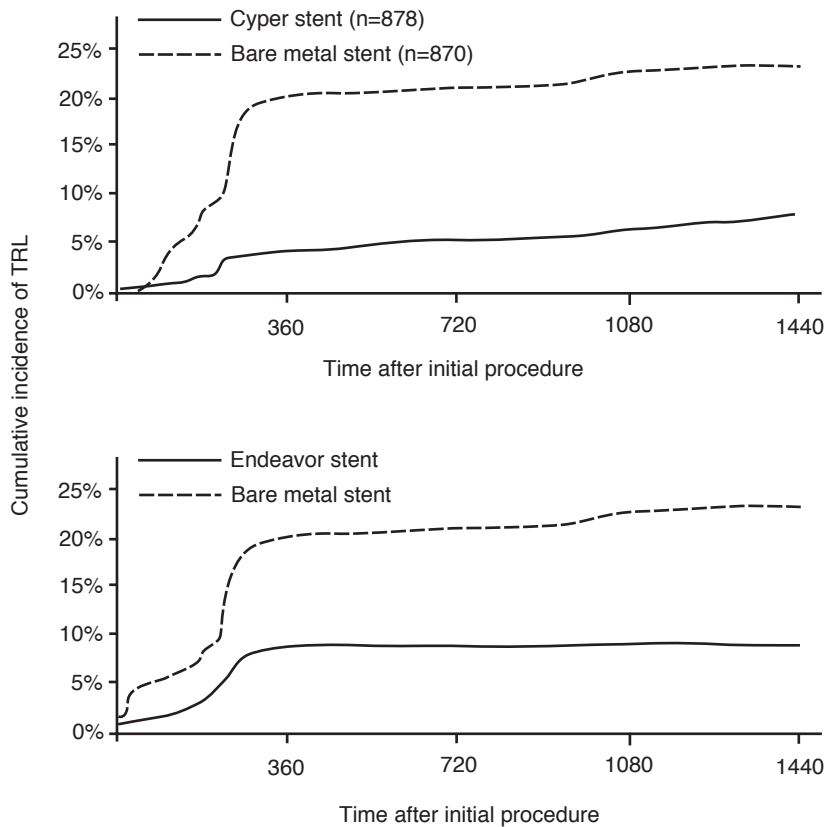 Cyper stent (n=878)
Bare metal stent (n=870)
25%
20%
15%
10%
5%
0%
360
720
1080
1440
Time after initial procedure
Cumulative incidence of TRL
Endeavor stent
Bare metal stent
25%
20%
15%
10%
5%
0%
360
720
1080
1440
Time after initial procedure